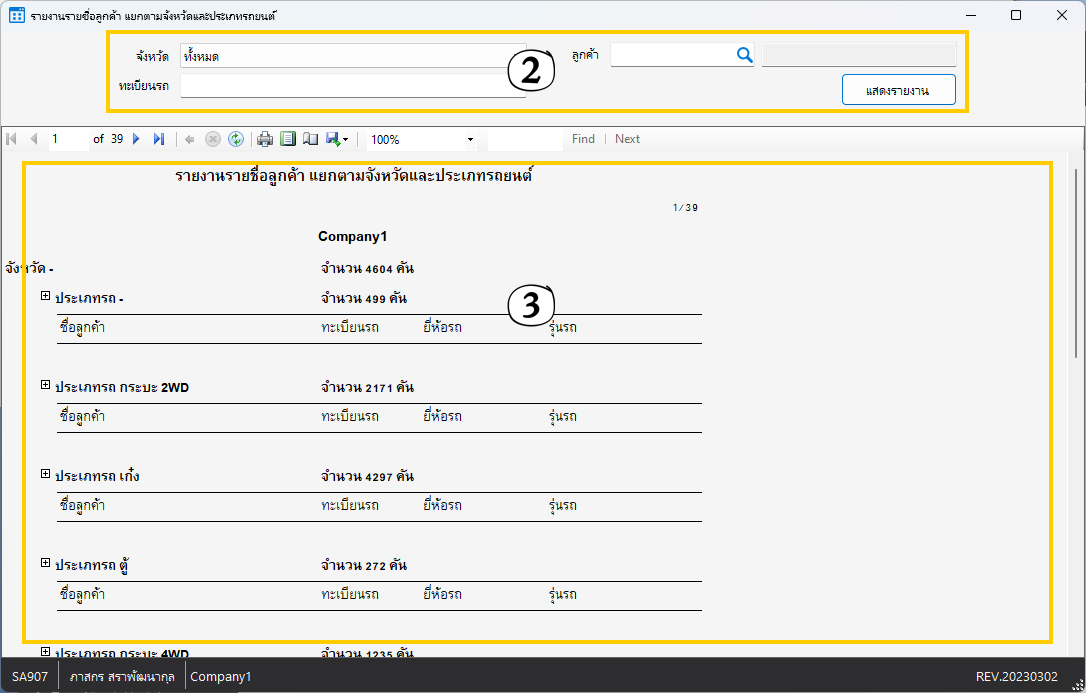 รายงานรายชื่อลูกค้า แยกตามจังหวัดและประเภทรถยนต์
จังหวัด ทั้งหมด ลูกค้า
2
ทะเบียนรถ แสดงรายงาน
1 of 39 100% Find | Next
รายงานรายชื่อลูกค้า แยกตามจังหวัดและประเภทรถยนต์
1/39
Company1
จังหวัด - จำนวน 4604 คัน
ประเภทรถ - จำนวน 499 คัน
3
ชื่อลูกค้า ทะเบียนรถ ยี่ห้อรถ รุ่นรถ
ประเภทรถ กระบะ 2WD จำนวน 2171 คัน
ชื่อลูกค้า ทะเบียนรถ ยี่ห้อรถ รุ่นรถ
ประเภทรถ เก๋ง จำนวน 4297 คัน
ชื่อลูกค้า ทะเบียนรถ ยี่ห้อรถ รุ่นรถ
ประเภทรถ ตู้ จำนวน 272 คัน
ชื่อลูกค้า ทะเบียนรถ ยี่ห้อรถ รุ่นรถ
ประเภทรถ กระบะ 4WD จำนวน 1235 คัน
SA907 ภาสกร สราพัฒนากุล Company1 REV.20230302